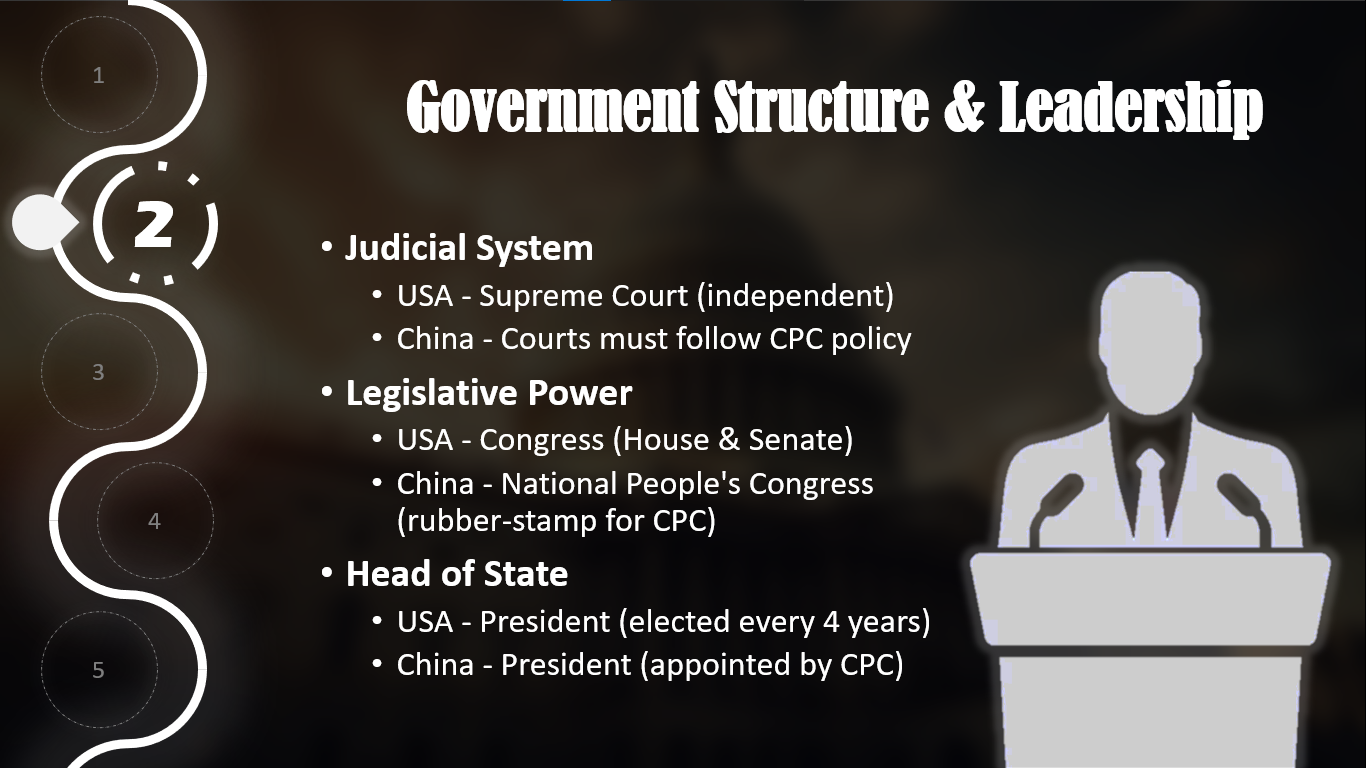 1
2
3
4
5
Government Structure & Leadership
• Judicial System
• USA - Supreme Court (independent)
• China - Courts must follow CPC policy
• Legislative Power
• USA - Congress (House & Senate)
• China - National People's Congress
(rubber-stamp for CPC)
• Head of State
• USA - President (elected every 4 years)
• China - President (appointed by CPC)